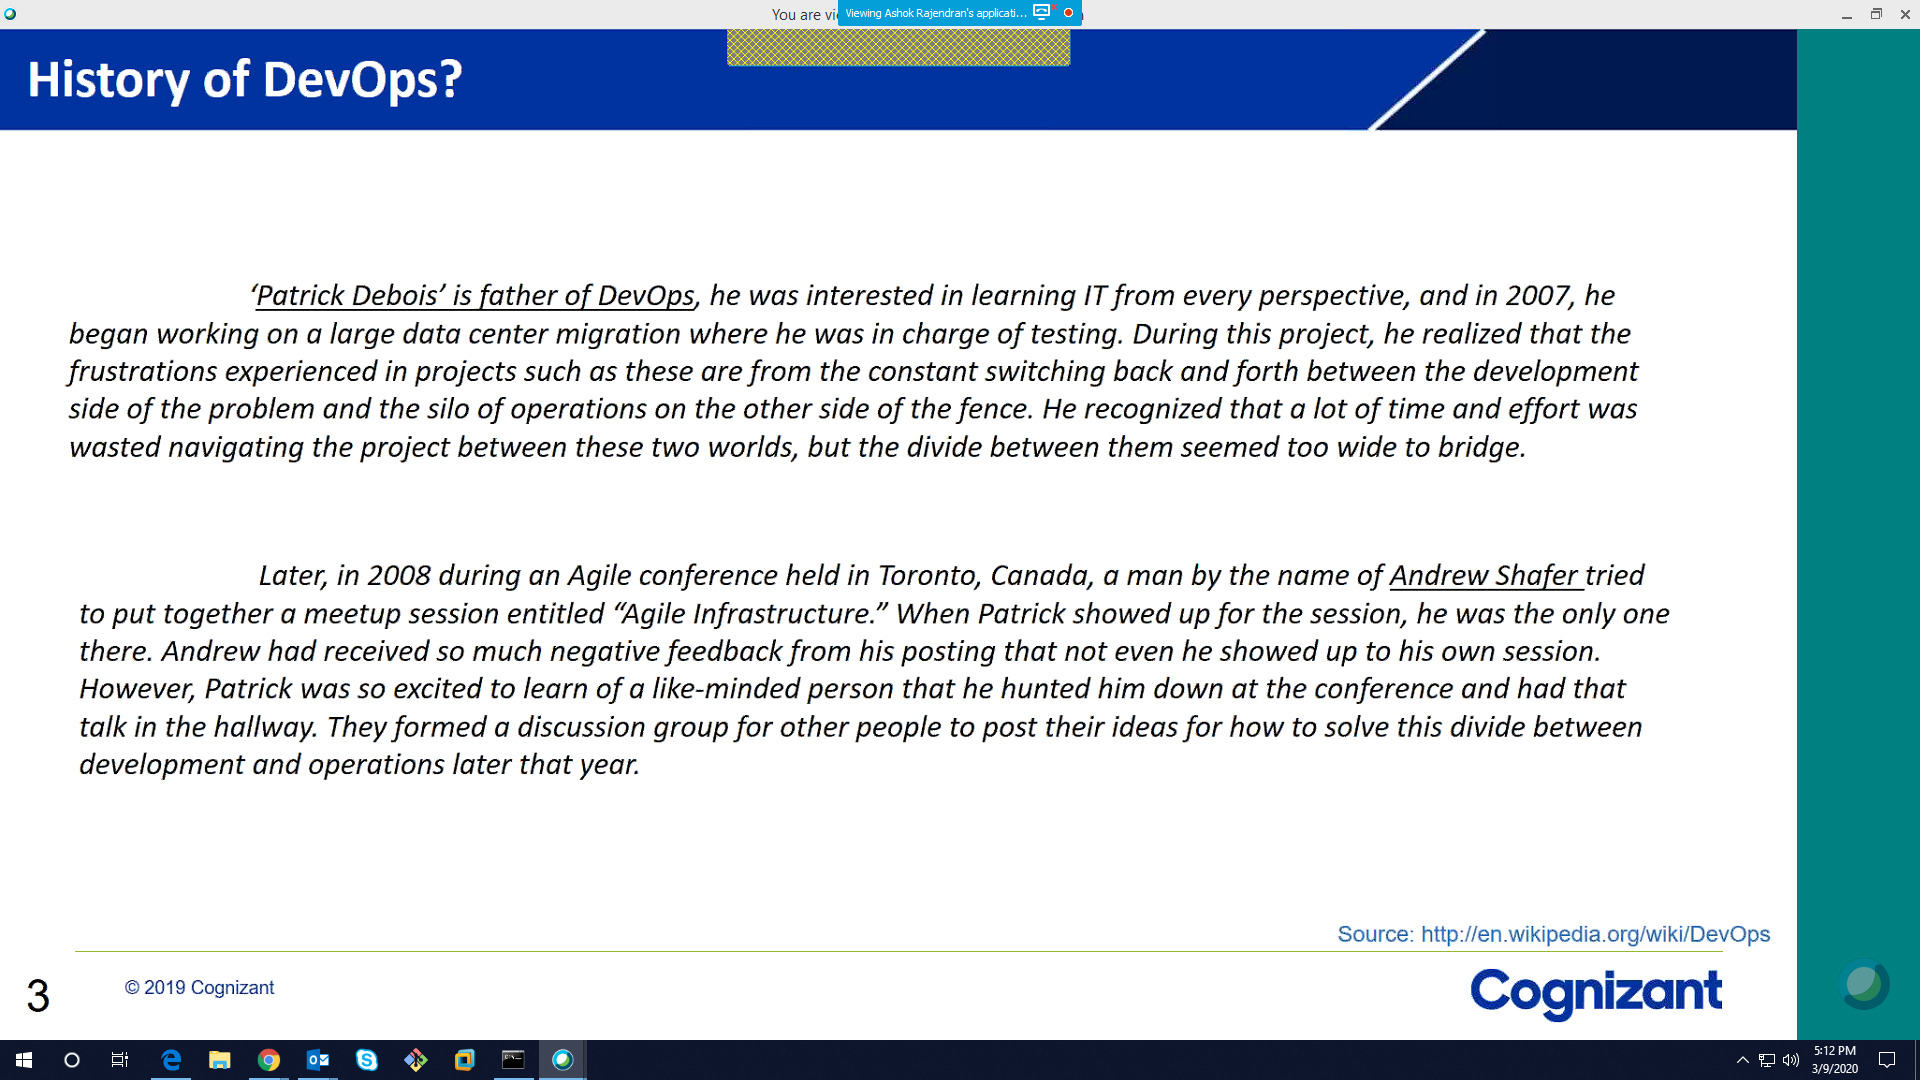 You are vi
Viewing Ashok Rajendran's applicati...
History of DevOps?
‘Patrick Debois’ is father of DevOps, he was interested in learning IT from every perspective, and in 2007, he
began working on a large data center migration where he was in charge of testing. During this project, he realized that the
frustrations experienced in projects such as these are from the constant switching back and forth between the development
side of the problem and the silo of operations on the other side of the fence. He recognized that a lot of time and effort was
wasted navigating the project between these two worlds, but the divide between them seemed too wide to bridge.
Later, in 2008 during an Agile conference held in Toronto, Canada, a man by the name of Andrew Shafer tried
to put together a meetup session entitled “Agile Infrastructure.” When Patrick showed up for the session, he was the only one
there. Andrew had received so much negative feedback from his posting that not even he showed up to his own session.
However, Patrick was so excited to learn of a like-minded person that he hunted him down at the conference and had that
talk in the hallway. They formed a discussion group for other people to post their ideas for how to solve this divide between
development and operations later that year.
Source: http://en.wikipedia.org/wiki/DevOps
3
© 2019 Cognizant
Cognizant
5:12 PM
3/9/2020